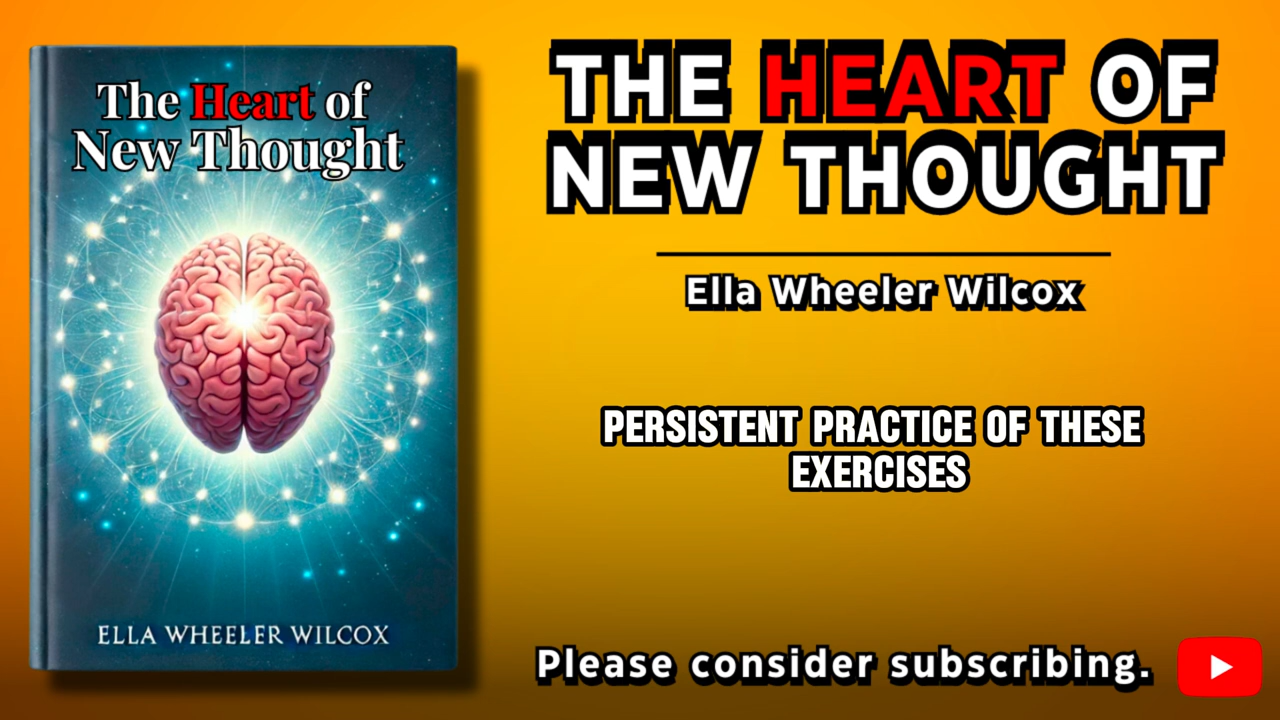 The Heart of
New Thought
ELLA WHEELER WILCOX
THE HEART OF
NEW THOUGHT
Ella Wheeler Wilcox
PERSISTENT PRACTICE OF THESE
EXERCISES
Please consider subscribing.